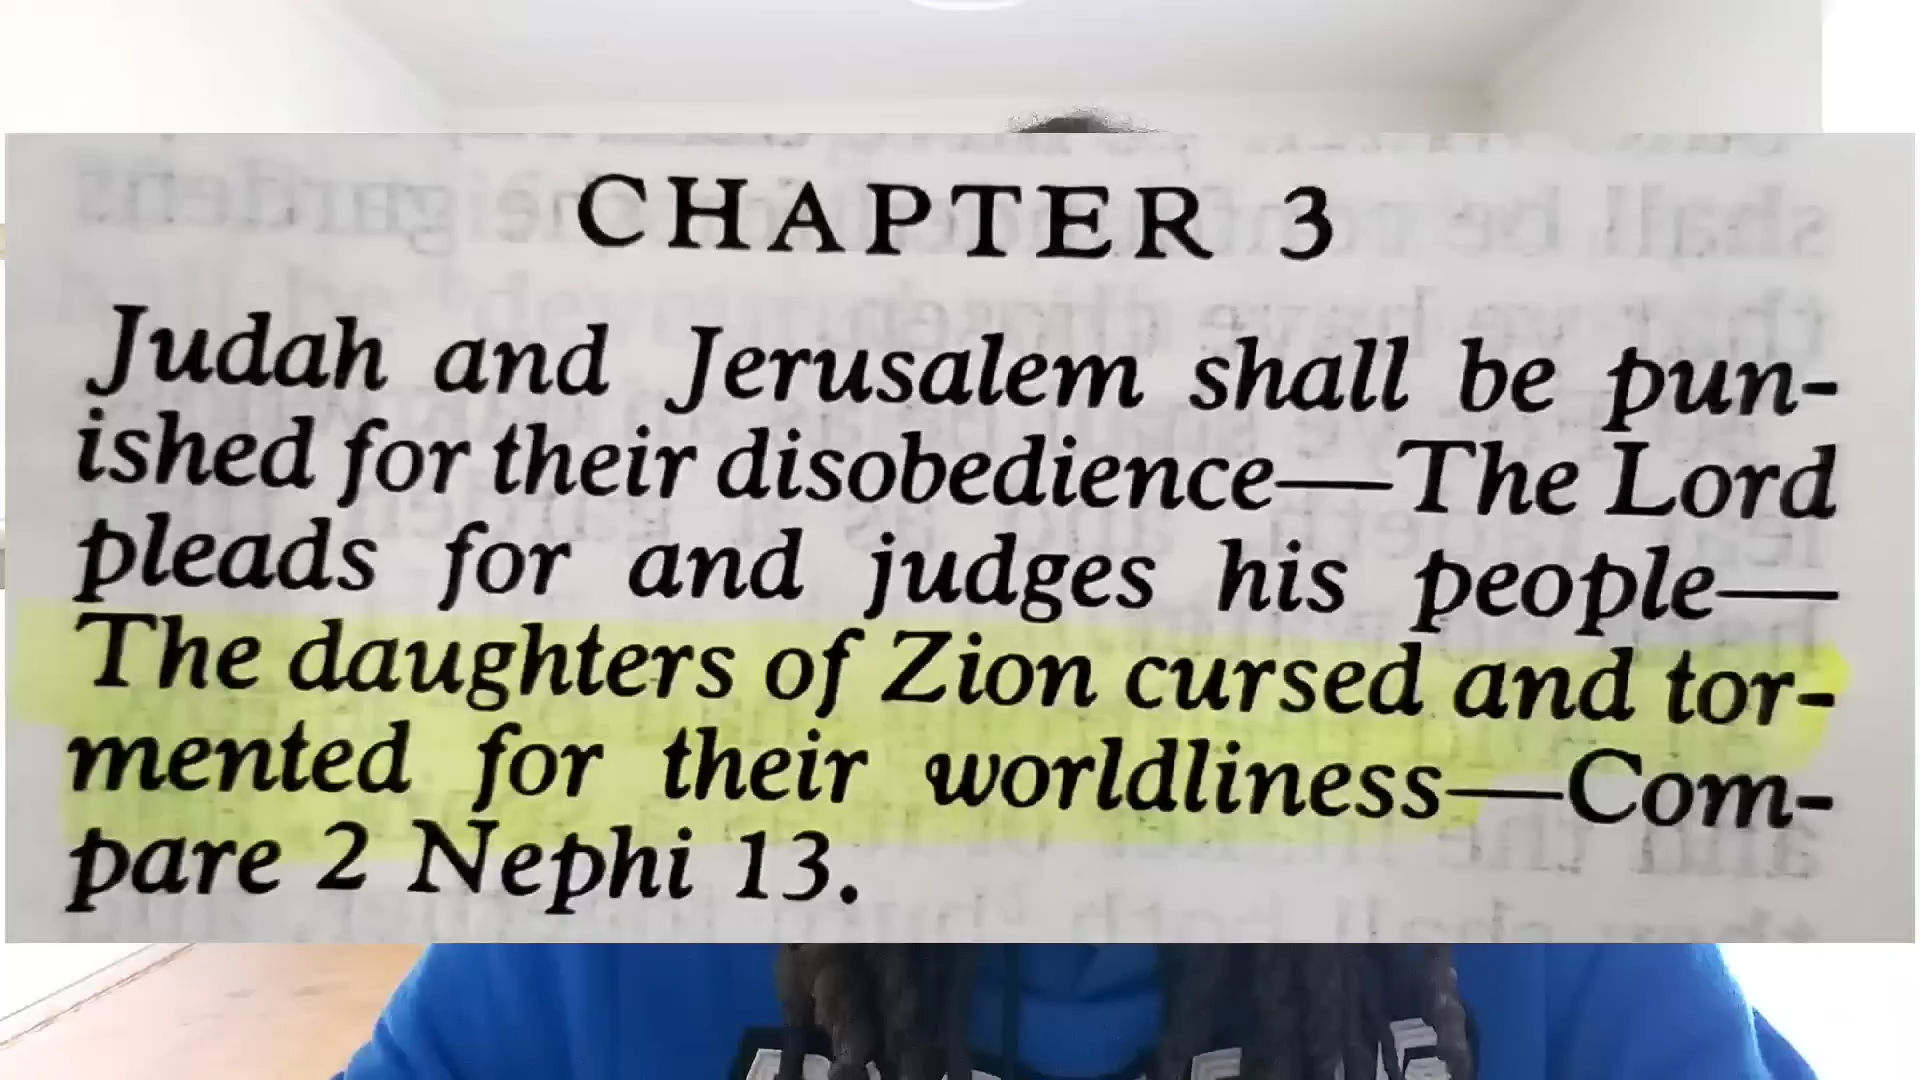 CHAPTER 3
Judah and Jerusalem shall be pun-
ished for their disobedience—The Lord
pleads for and judges his people—
The daughters of Zion cursed and tor-
mented for their worldliness—Com-
pare 2 Nephi 13.